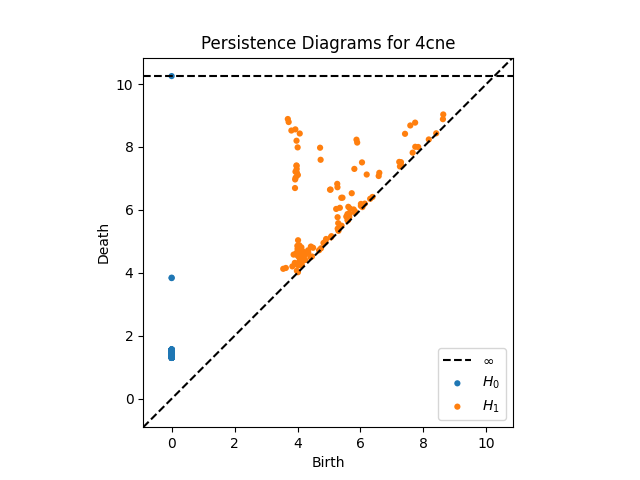 Persistence Diagrams for 4cne
10
8
6
4
2
0
Death
0 2 4 6 8 10
Birth
∞
H₀
H₁